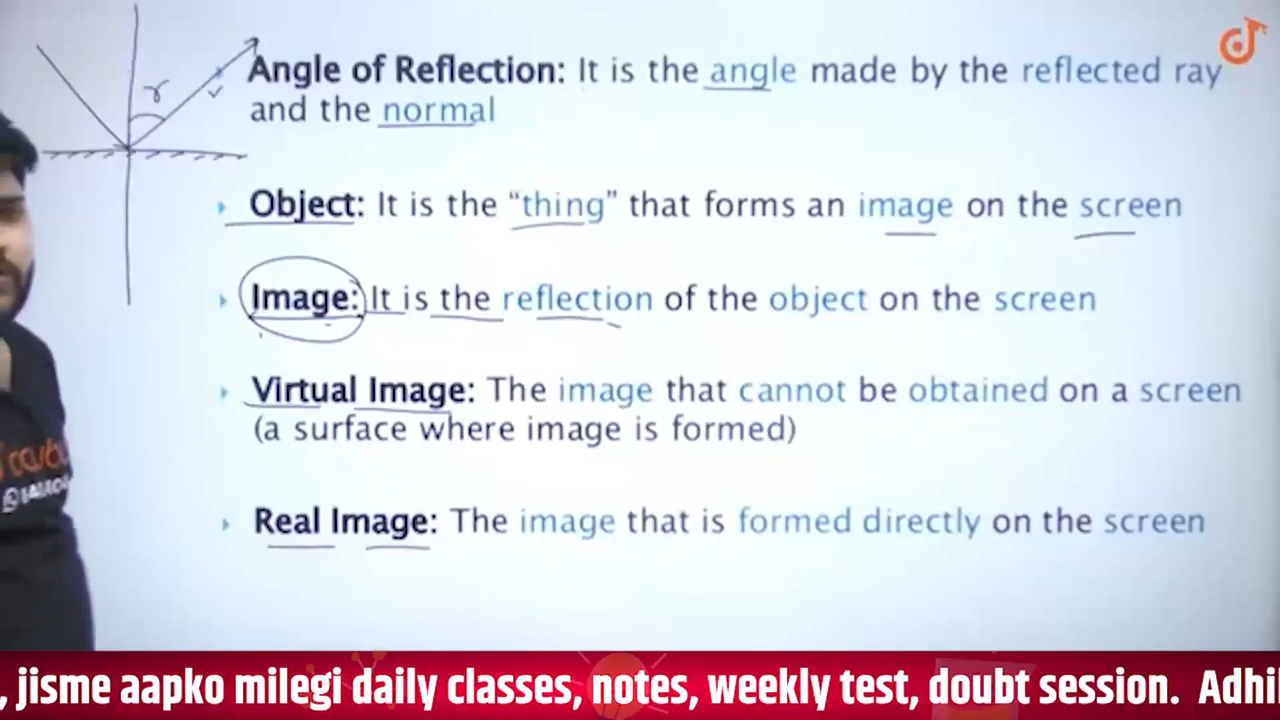 r
Angle of Reflection: It is the angle made by the reflected ray
and the normal
Object: It is the “thing” that forms an image on the screen
Image: It is the reflection of the object on the screen
Virtual Image: The image that cannot be obtained on a screen
(a surface where image is formed)
Real Image: The image that is formed directly on the screen
, jisme aapko milegi daily classes, notes, weekly test, doubt session. Adhi